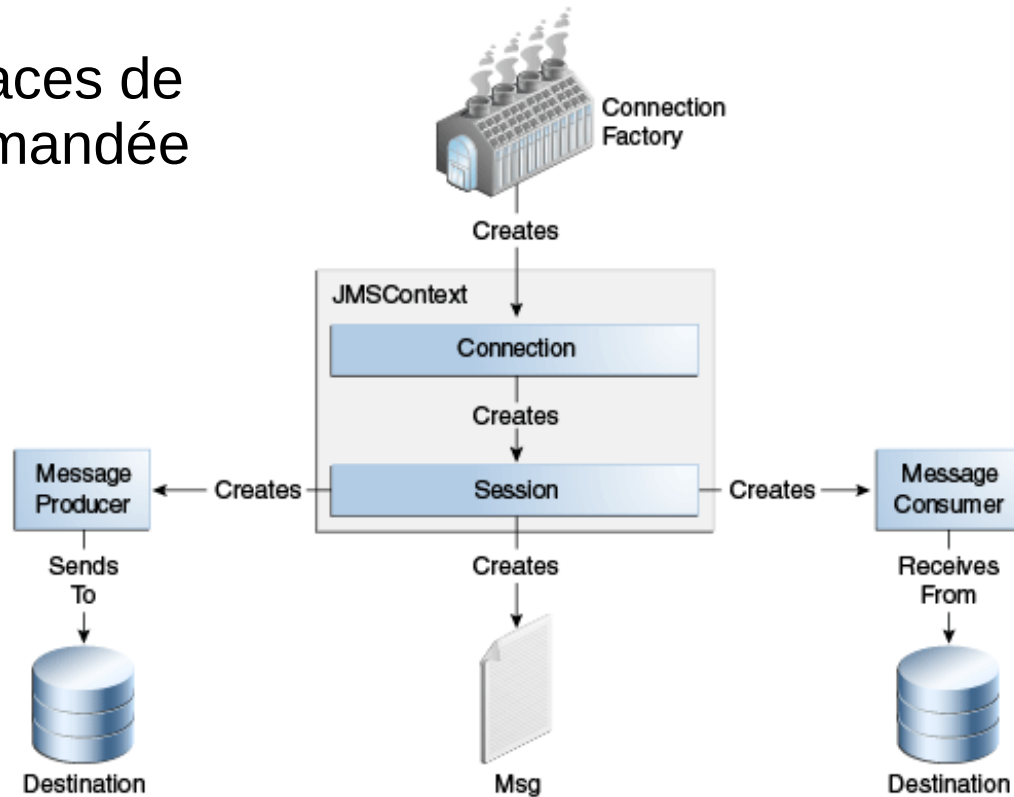 aces de
mandée
Connection
Factory
Creates
JMSContext
Connection
Creates
Message
Producer
Creates
Session
Creates
Message
Consumer
Sends
To
Creates
Receives
From
Destination
Msg
Destination